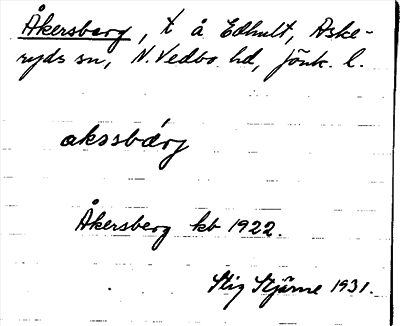 Åkersberg, t å Edhult, Aske-
ryds sn, N. Vedbo hd, Jönk. l.
akssbärj
Åkersberg kb 1922.
Stig Stjärne 1931.